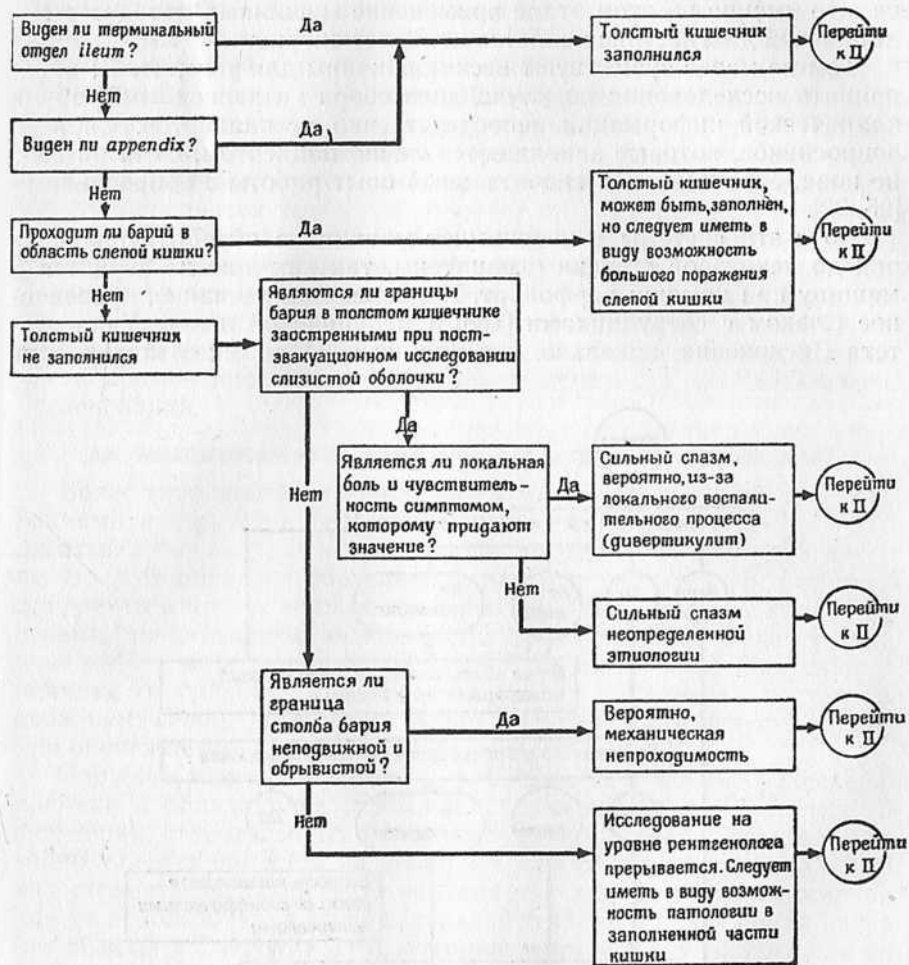 Виден ли терминальный
отдел ileum?
Да
Толстый кишечник
заполнился
Перейти
к II
Нет
Виден ли appendix?
Да
Нет
Проходит ли барий в
область слепой кишки?
Да
Толстый кишечник,
может быть, заполнен,
но следует иметь в
виду возможность
болезни поражения
слепой кишки
Перейти
к II
Нет
Толстый кишечник
не заполнился
Являются ли границы
бария в толстом кишечнике
зазубренными при пост-
эвакуационном исследовании
слизистой оболочки?
Да
Нет
Является ли локальная
боль и чувствитель-
ность симптомом,
которому придают
значение?
Да
Сильный спазм,
вероятно, из-за
локального воспали-
тельного процесса
(дивертикулит)
Перейти
к II
Нет
Сильный спазм
неопределенной
этиологии
Перейти
к II
Является ли
граница
столба бария
неподвижной и
обрывистой?
Да
Вероятно,
механическая
непроходимость
Перейти
к II
Нет
Исследование на
уровне рентгенолога
прерывается. Следует
иметь в виду возмож-
ность патологии в
заполненной части
кишки
Перейти
к II